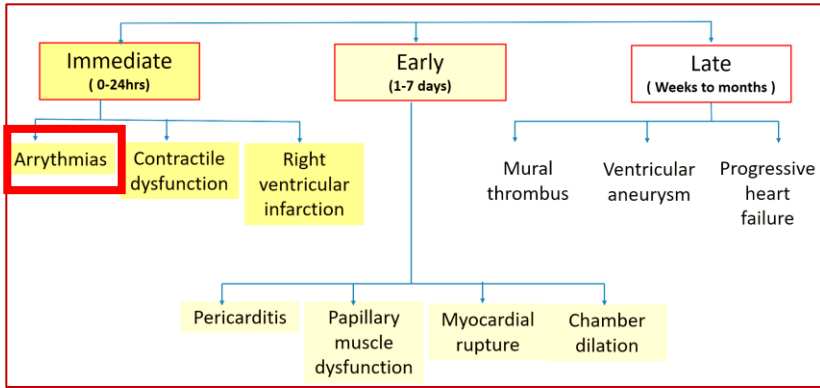 Immediate
( 0-24hrs)
Early
(1-7 days)
Late
( Weeks to months )
Arrythmias
Contractile
dysfunction
Right
ventricular
infarction
Mural
thrombus
Ventricular
aneurysm
Progressive
heart
failure
Pericarditis
Papillary
muscle
dysfunction
Myocardial
rupture
Chamber
dilation